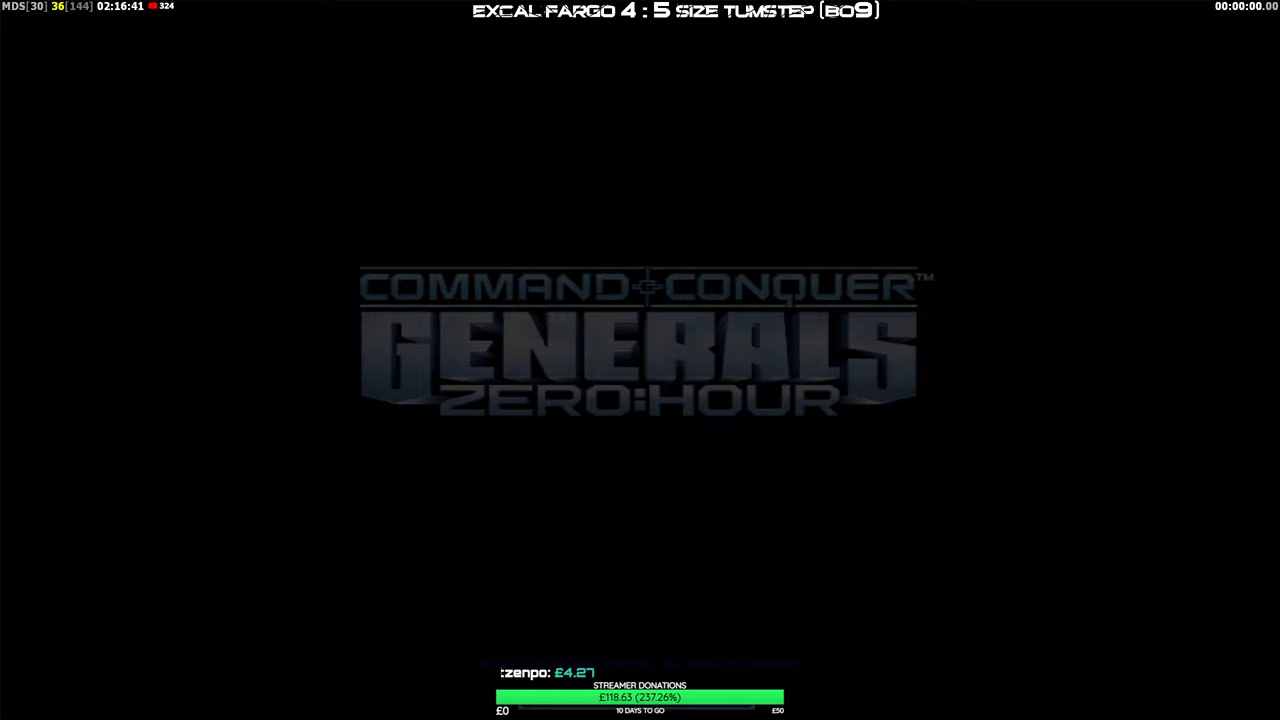 MDS[30] 36[144] 02:16:41 324
EXCAL FARGO 4 : 5 SIZE TUMSTEP (BO9)
00:00:00.00
COMMAND CONQUER™
GENERALS
ZERO:HOUR
:zenpo: £4.27
STREAMER DONATIONS
£118.63 (237.26%)
£0 10 DAYS TO GO £50